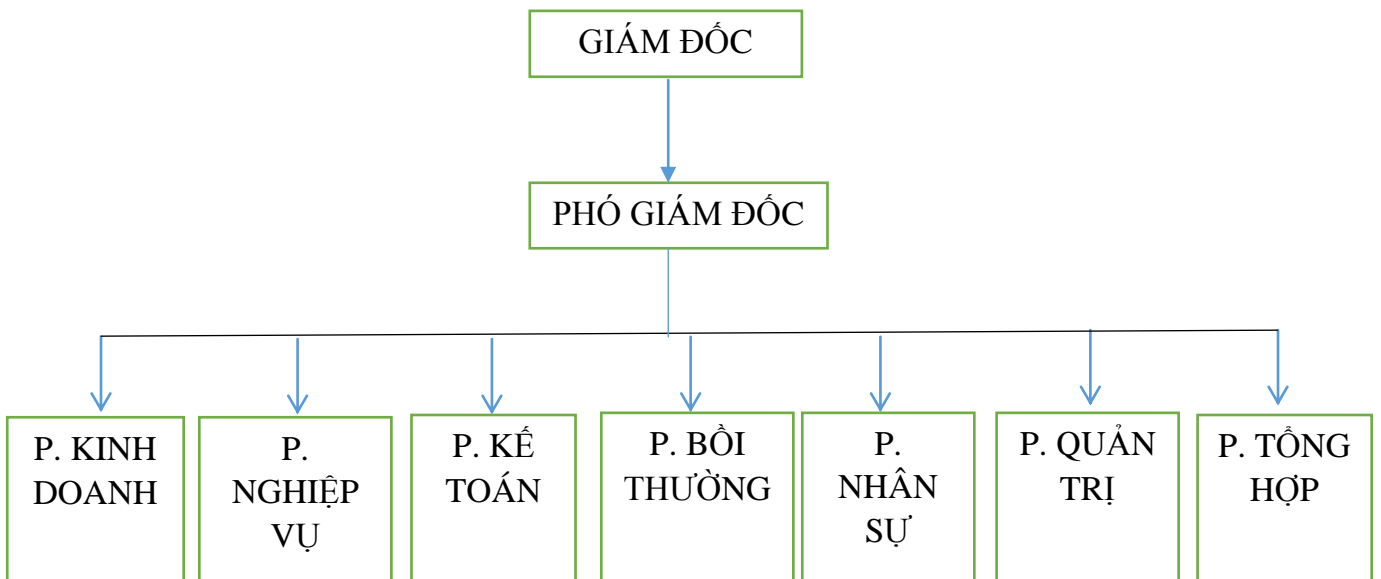 GIÁM ĐỐC
PHÓ GIÁM ĐỐC
P. KINH
DOANH
P.
NGHIỆP
VỤ
P. KẾ
TOÁN
P. BỒI
THƯỜNG
P.
NHÂN
SỰ
P. QUẢN
TRỊ
P. TỔNG
HỢP